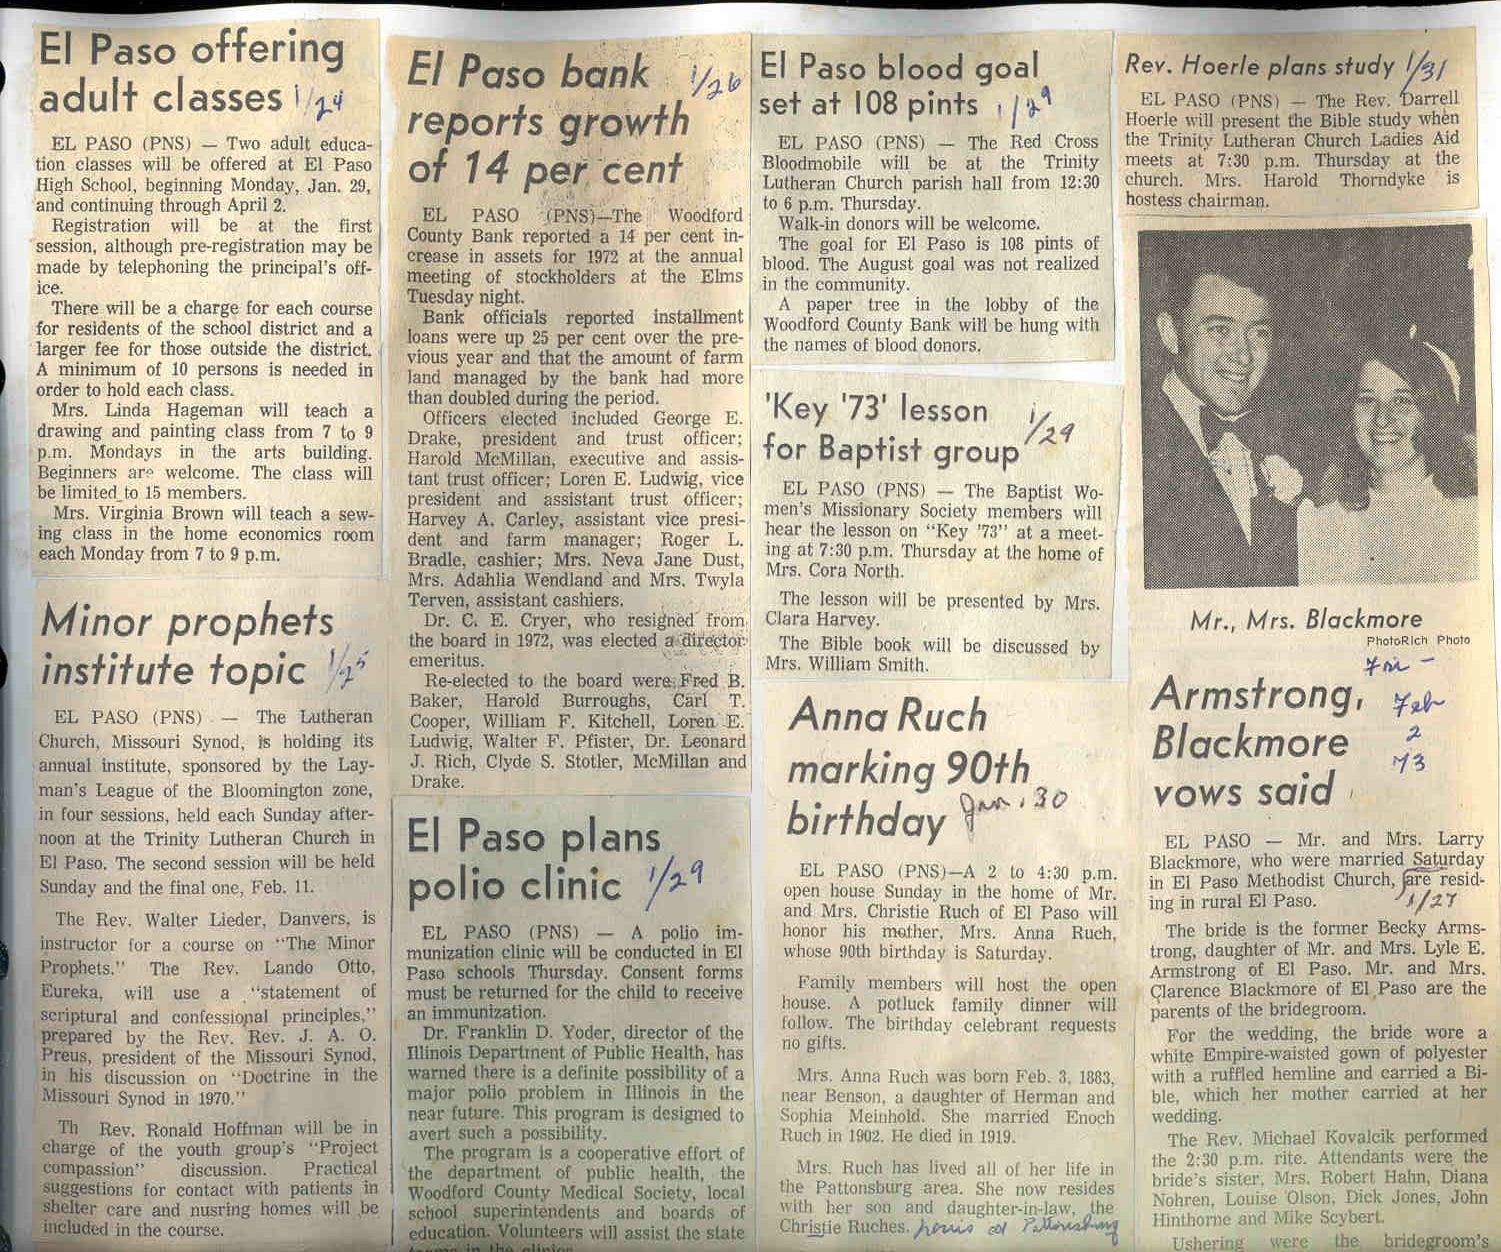 El Paso offering
adult classes 1/24
EL PASO (PNS) — Two adult educa-
tion classes will be offered at El Paso
High School, beginning Monday, Jan. 29,
and continuing through April 2.
Registration will be at the first
session, although pre-registration may be
made by telephoning the principal's off-
ice.
There will be a charge for each course
for residents of the school district and a
larger fee for those outside the district.
A minimum of 10 persons is needed in
order to hold each class.
Mrs. Linda Hageman will teach a
drawing and painting class from 7 to 9
p.m. Mondays in the arts building.
Beginners are welcome. The class will
be limited to 15 members.
Mrs. Virginia Brown will teach a sew-
ing class in the home economics room
each Monday from 7 to 9 p.m.
Minor prophets
institute topic 1/25
EL PASO (PNS) — The Lutheran
Church, Missouri Synod, is holding its
annual institute, sponsored by the Lay-
man's League of the Bloomington zone,
in four sessions, held each Sunday after-
noon at the Trinity Lutheran Church in
El Paso. The second session will be held
Sunday and the final one, Feb. 11.
The Rev. Walter Lieder, Danvers, is
instructor for a course on "The Minor
Prophets." The Rev. Lando Otto,
Eureka, will use a "statement of
scriptural and confessional principles,"
prepared by the Rev. Rev. J. A. O.
Preus, president of the Missouri Synod,
in his discussion on "Doctrine in the
Missouri Synod in 1970."
Th Rev. Ronald Hoffman will be in
charge of the youth group's "Project
compassion" discussion. Practical
suggestions for contact with patients in
shelter care and nusring homes will be
included in the course.
El Paso bank 1/26
reports growth
of 14 per cent
EL PASO (PNS)—The Woodford
County Bank reported a 14 per cent in-
crease in assets for 1972 at the annual
meeting of stockholders at the Elms
Tuesday night.
Bank officials reported installment
loans were up 25 per cent over the pre-
vious year and that the amount of farm
land managed by the bank had more
than doubled during the period.
Officers elected included George E.
Drake, president and trust officer;
Harold McMillan, executive and assis-
tant trust officer; Loren E. Ludwig, vice
president and assistant trust officer;
Harvey A. Carley, assistant vice presi-
dent and farm manager; Roger L.
Bradle, cashier; Mrs. Neva Jane Dust,
Mrs. Adahlia Wendland and Mrs. Twyla
Terven, assistant cashiers.
Dr. C. E. Cryer, who resigned from
the board in 1972, was elected a director
emeritus.
Re-elected to the board were Fred B.
Baker, Harold Burroughs, Carl T.
Cooper, William F. Kitchell, Loren E.
Ludwig, Walter F. Pfister, Dr. Leonard
J. Rich, Clyde S. Stotler, McMillan and
Drake.
El Paso plans
polio clinic 1/29
EL PASO (PNS) — A polio im-
munization clinic will be conducted in El
Paso schools Thursday. Consent forms
must be returned for the child to receive
an immunization.
Dr. Franklin D. Yoder, director of the
Illinois Department of Public Health, has
warned there is a definite possibility of a
major polio problem in Illinois in the
near future. This program is designed to
avert such a possibility.
The program is a cooperative effort of
the department of public health, the
Woodford County Medical Society, local
school superintendents and boards of
education. Volunteers will assist the state
teams in the clinics.
El Paso blood goal
set at 108 pints 1/29
EL PASO (PNS) — The Red Cross
Bloodmobile will be at the Trinity
Lutheran Church parish hall from 12:30
to 6 p.m. Thursday.
Walk-in donors will be welcome.
The goal for El Paso is 108 pints of
blood. The August goal was not realized
in the community.
A paper tree in the lobby of the
Woodford County Bank will be hung with
the names of blood donors.
'Key '73' lesson
for Baptist group 1/29
EL PASO (PNS) — The Baptist Wo-
men's Missionary Society members will
hear the lesson on "Key '73" at a meet-
ing at 7:30 p.m. Thursday at the home of
Mrs. Cora North.
The lesson will be presented by Mrs.
Clara Harvey.
The Bible book will be discussed by
Mrs. William Smith.
Anna Ruch
marking 90th
birthday Jan. 30
EL PASO (PNS)—A 2 to 4:30 p.m.
open house Sunday in the home of Mr.
and Mrs. Christie Ruch of El Paso will
honor his mother, Mrs. Anna Ruch,
whose 90th birthday is Saturday.
Family members will host the open
house. A potluck family dinner will
follow. The birthday celebrant requests
no gifts.
Mrs. Anna Ruch was born Feb. 3, 1883,
near Benson, a daughter of Herman and
Sophia Meinhold. She married Enoch
Ruch in 1902. He died in 1919.
Mrs. Ruch has lived all of her life in
the Pattonsburg area. She now resides
with her son and daughter-in-law, the
Christie Ruches. Pattonsburg
Rev. Hoerle plans study 1/31
EL PASO (PNS) — The Rev. Darrell
Hoerle will present the Bible study when
the Trinity Lutheran Church Ladies Aid
meets at 7:30 p.m. Thursday at the
church. Mrs. Harold Thorndyke is
hostess chairman.
Mr., Mrs. Blackmore
PhotoRich Photo
Armstrong,
Blackmore
vows said
Feb
2
73
EL PASO — Mr. and Mrs. Larry
Blackmore, who were married Saturday
in El Paso Methodist Church, are resid-
ing in rural El Paso. 1/27
The bride is the former Becky Arms-
trong, daughter of Mr. and Mrs. Lyle E.
Armstrong of El Paso. Mr. and Mrs.
Clarence Blackmore of El Paso are the
parents of the bridegroom.
For the wedding, the bride wore a
white Empire-waisted gown of polyester
with a ruffled hemline and carried a Bi-
ble, which her mother carried at her
wedding.
The Rev. Michael Kovalcik performed
the 2:30 p.m. rite. Attendants were the
bride's sister, Mrs. Robert Hahn, Diana
Nohren, Louise Olson, Dick Jones, John
Hinthorne and Mike Scybert.
Ushering were the bridegroom's